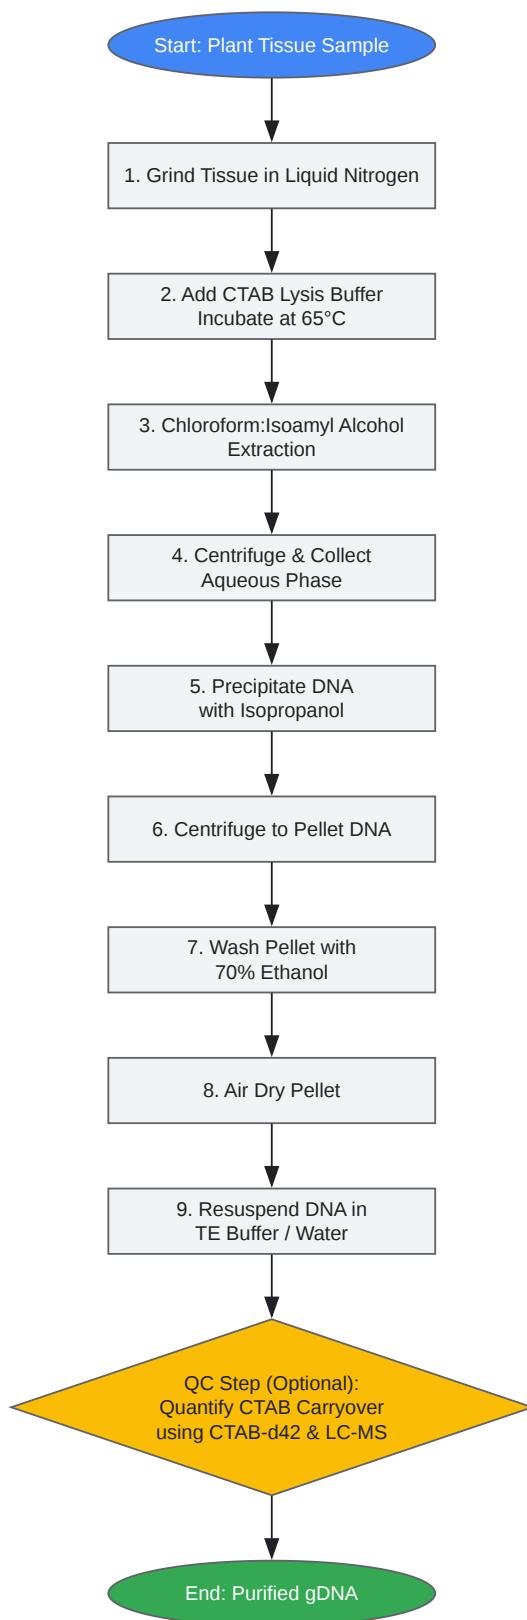 Start: Plant Tissue Sample
1. Grind Tissue in Liquid Nitrogen
2. Add CTAB Lysis Buffer
Incubate at 65°C
3. Chloroform:Isoamyl Alcohol
Extraction
4. Centrifuge & Collect
Aqueous Phase
5. Precipitate DNA
with Isopropanol
6. Centrifuge to Pellet DNA
7. Wash Pellet with
70% Ethanol
8. Air Dry Pellet
9. Resuspend DNA in
TE Buffer / Water
QC Step (Optional):
Quantify CTAB Carryover
using CTAB-d42 & LC-MS
End: Purified gDNA